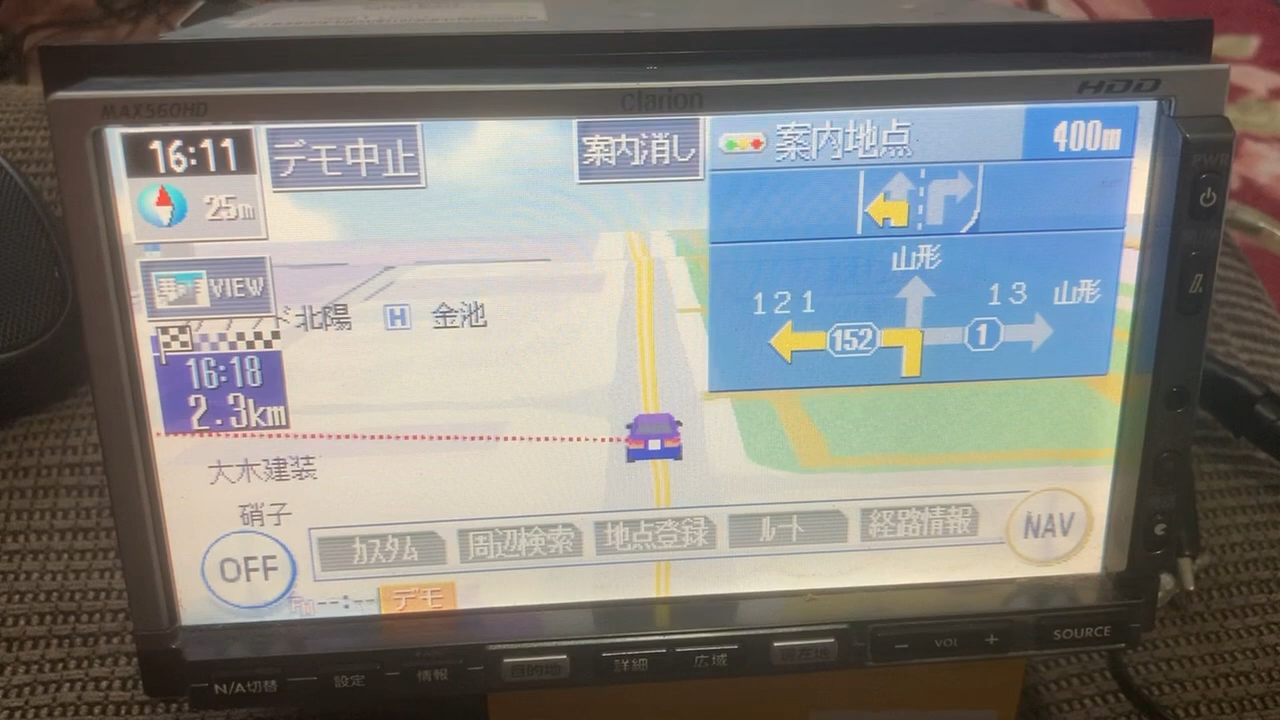 MAX560HD
Clarion
HDD
16:11
デモ中止
案内消し
案内地点
400m
PWR
25m
VIEW
ド北陽
H
金池
山形
121
13 山形
152
1
16:18
2.3km
大木建装
硝子
OFF
カスタム
周辺検索
地点登録
ルート
経路情報
NAV
FM--:--
デモ
N/A切替
設定
情報
目的地
詳細
広域
現在地
－ VOL ＋
SOURCE